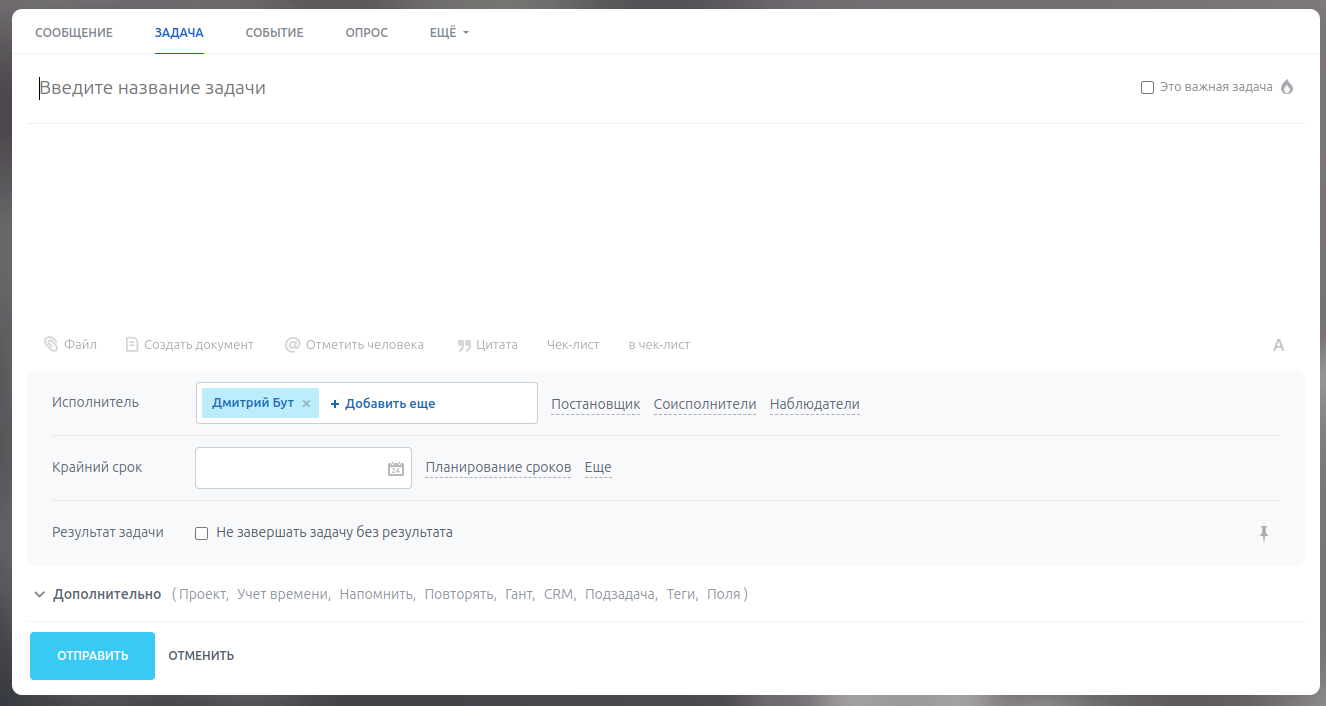 СООБЩЕНИЕ ЗАДАЧА СОБЫТИЕ ОПРОС ЕЩЁ
Введите название задачи Это важная задача
Файл Создать документ @ Отметить человека Цитата Чек-лист в чек-лист A
Исполнитель Дмитрий Бут × + Добавить еще Постановщик Соисполнители Наблюдатели
Крайний срок 24 Планирование сроков Еще
Результат задачи Не завершать задачу без результата
Дополнительно ( Проект, Учет времени, Напомнить, Повторять, Гант, CRM, Подзадача, Теги, Поля )
ОТПРАВИТЬ ОТМЕНИТЬ